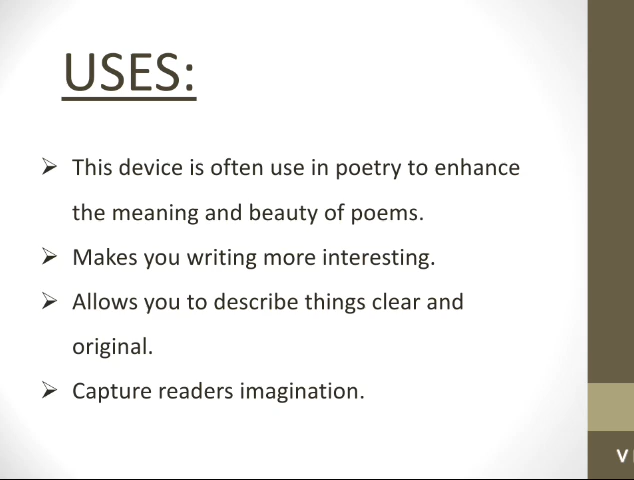 USES:
➢ This device is often use in poetry to enhance
the meaning and beauty of poems.
➢ Makes you writing more interesting.
➢ Allows you to describe things clear and
original.
➢ Capture readers imagination.
V